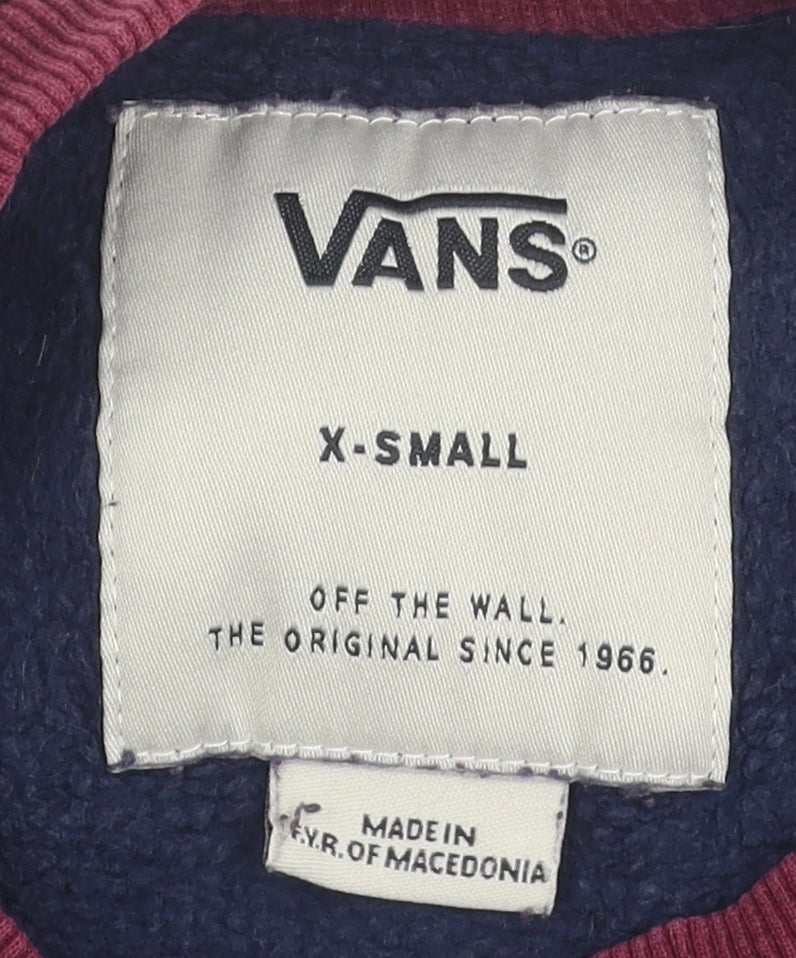 VANS®
X-SMALL
OFF THE WALL.
THE ORIGINAL SINCE 1966.
MADE IN
F.Y.R. OF MACEDONIA